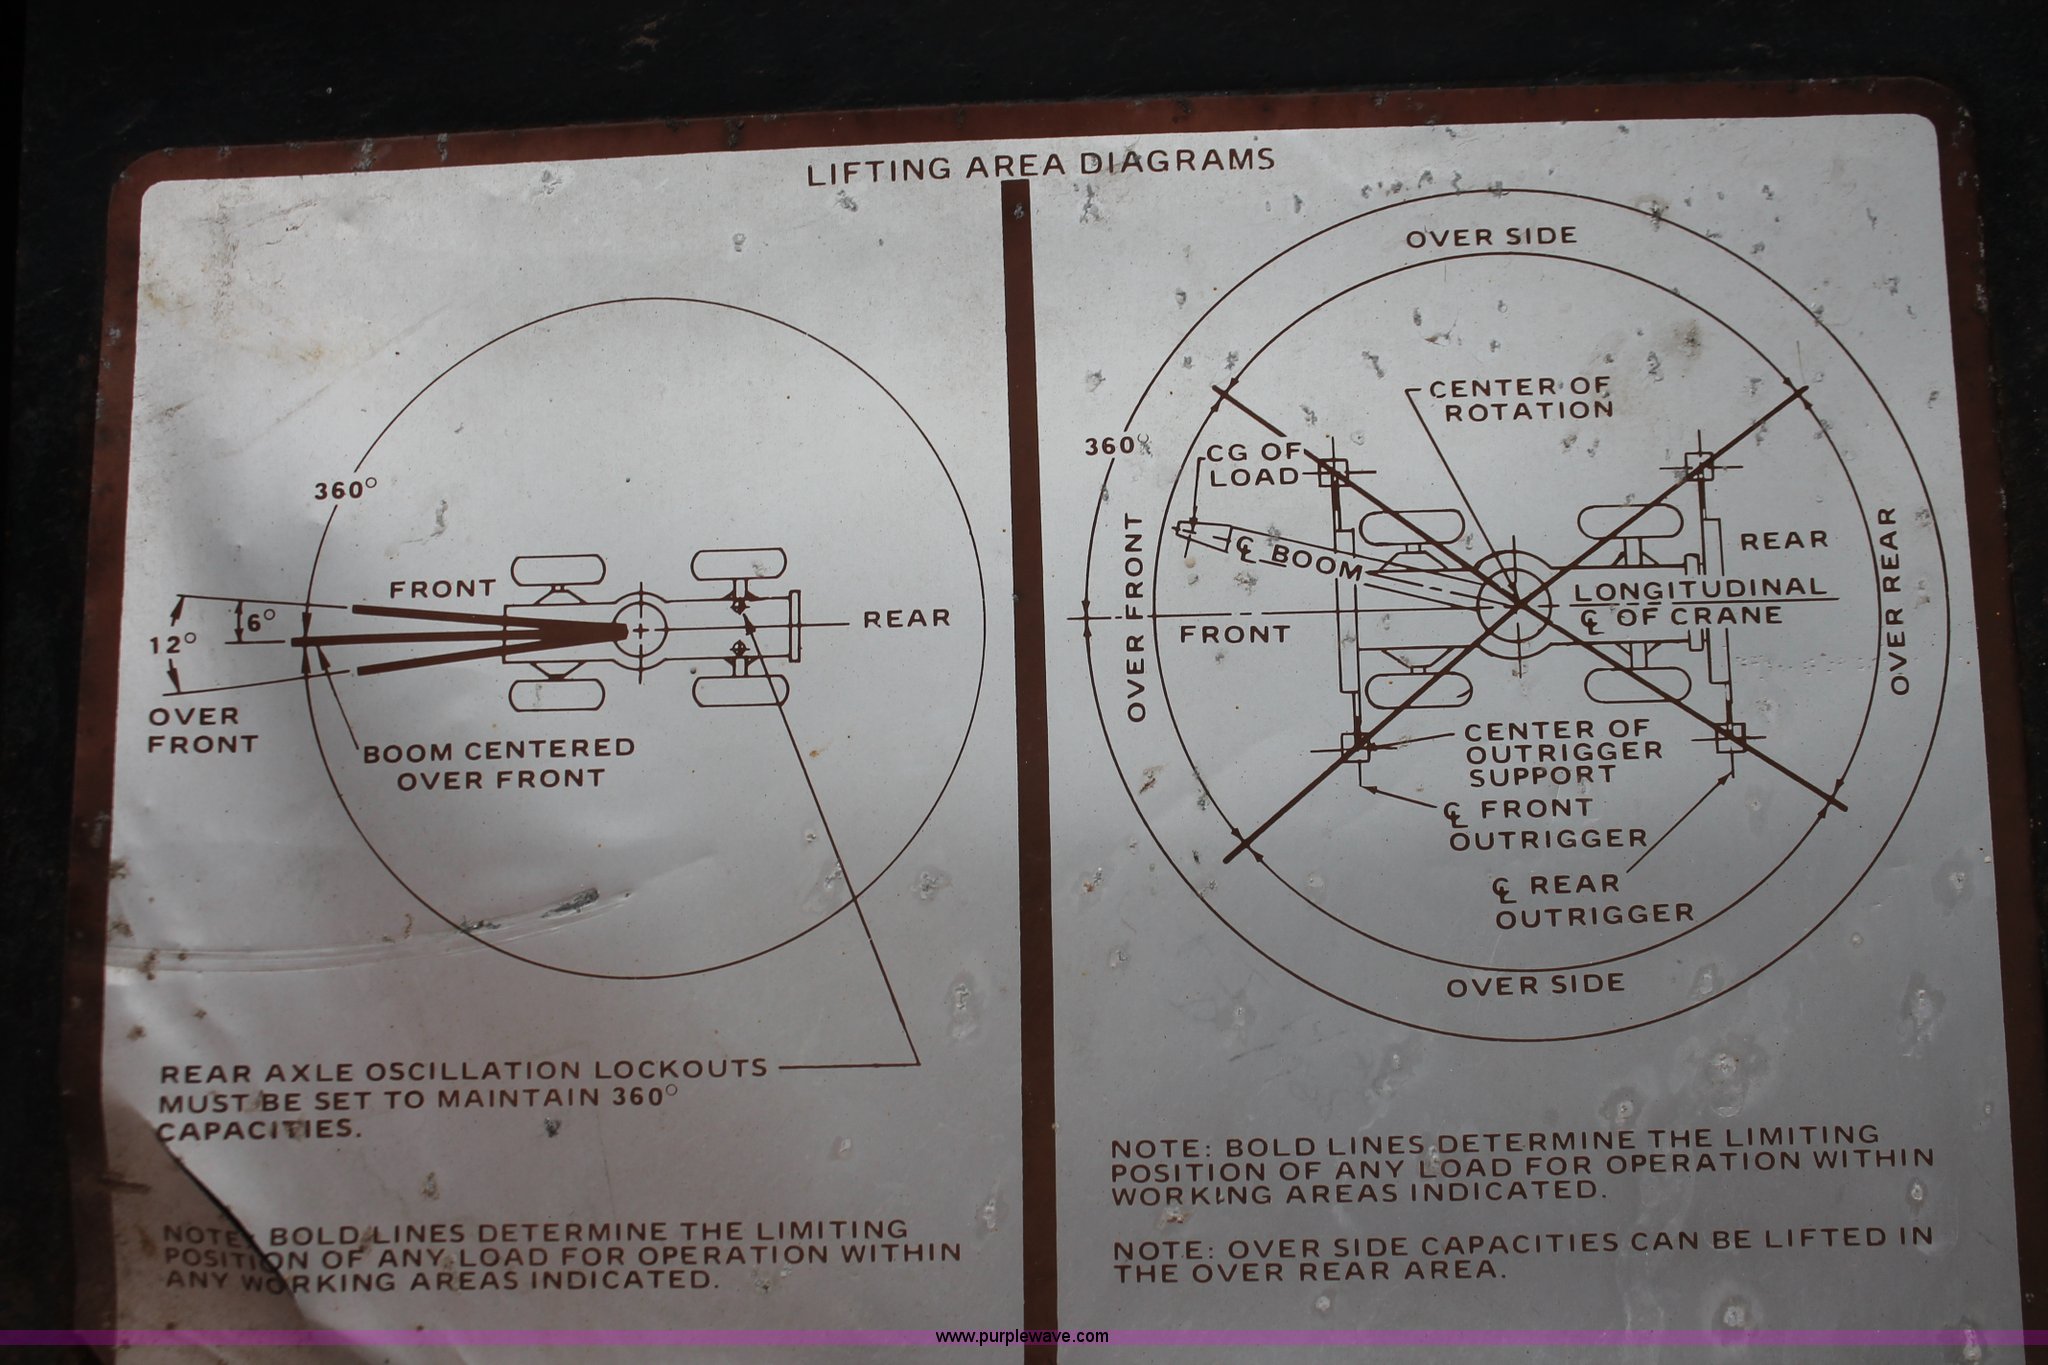 LIFTING AREA DIAGRAMS
360°
FRONT
6°
12°
REAR
OVER
FRONT
BOOM CENTERED
OVER FRONT
REAR AXLE OSCILLATION LOCKOUTS
MUST BE SET TO MAINTAIN 360°
CAPACITIES.
NOTE: BOLD LINES DETERMINE THE LIMITING
POSITION OF ANY LOAD FOR OPERATION WITHIN
ANY WORKING AREAS INDICATED.
OVER SIDE
CENTER OF
ROTATION
360°
CG OF
LOAD
℄ BOOM
OVER FRONT
FRONT
REAR
OVER REAR
LONGITUDINAL
℄ OF CRANE
CENTER OF
OUTRIGGER
SUPPORT
℄ FRONT
OUTRIGGER
℄ REAR
OUTRIGGER
OVER SIDE
NOTE: BOLD LINES DETERMINE THE LIMITING
POSITION OF ANY LOAD FOR OPERATION WITHIN
WORKING AREAS INDICATED.
NOTE: OVER SIDE CAPACITIES CAN BE LIFTED IN
THE OVER REAR AREA.
www.purplewave.com